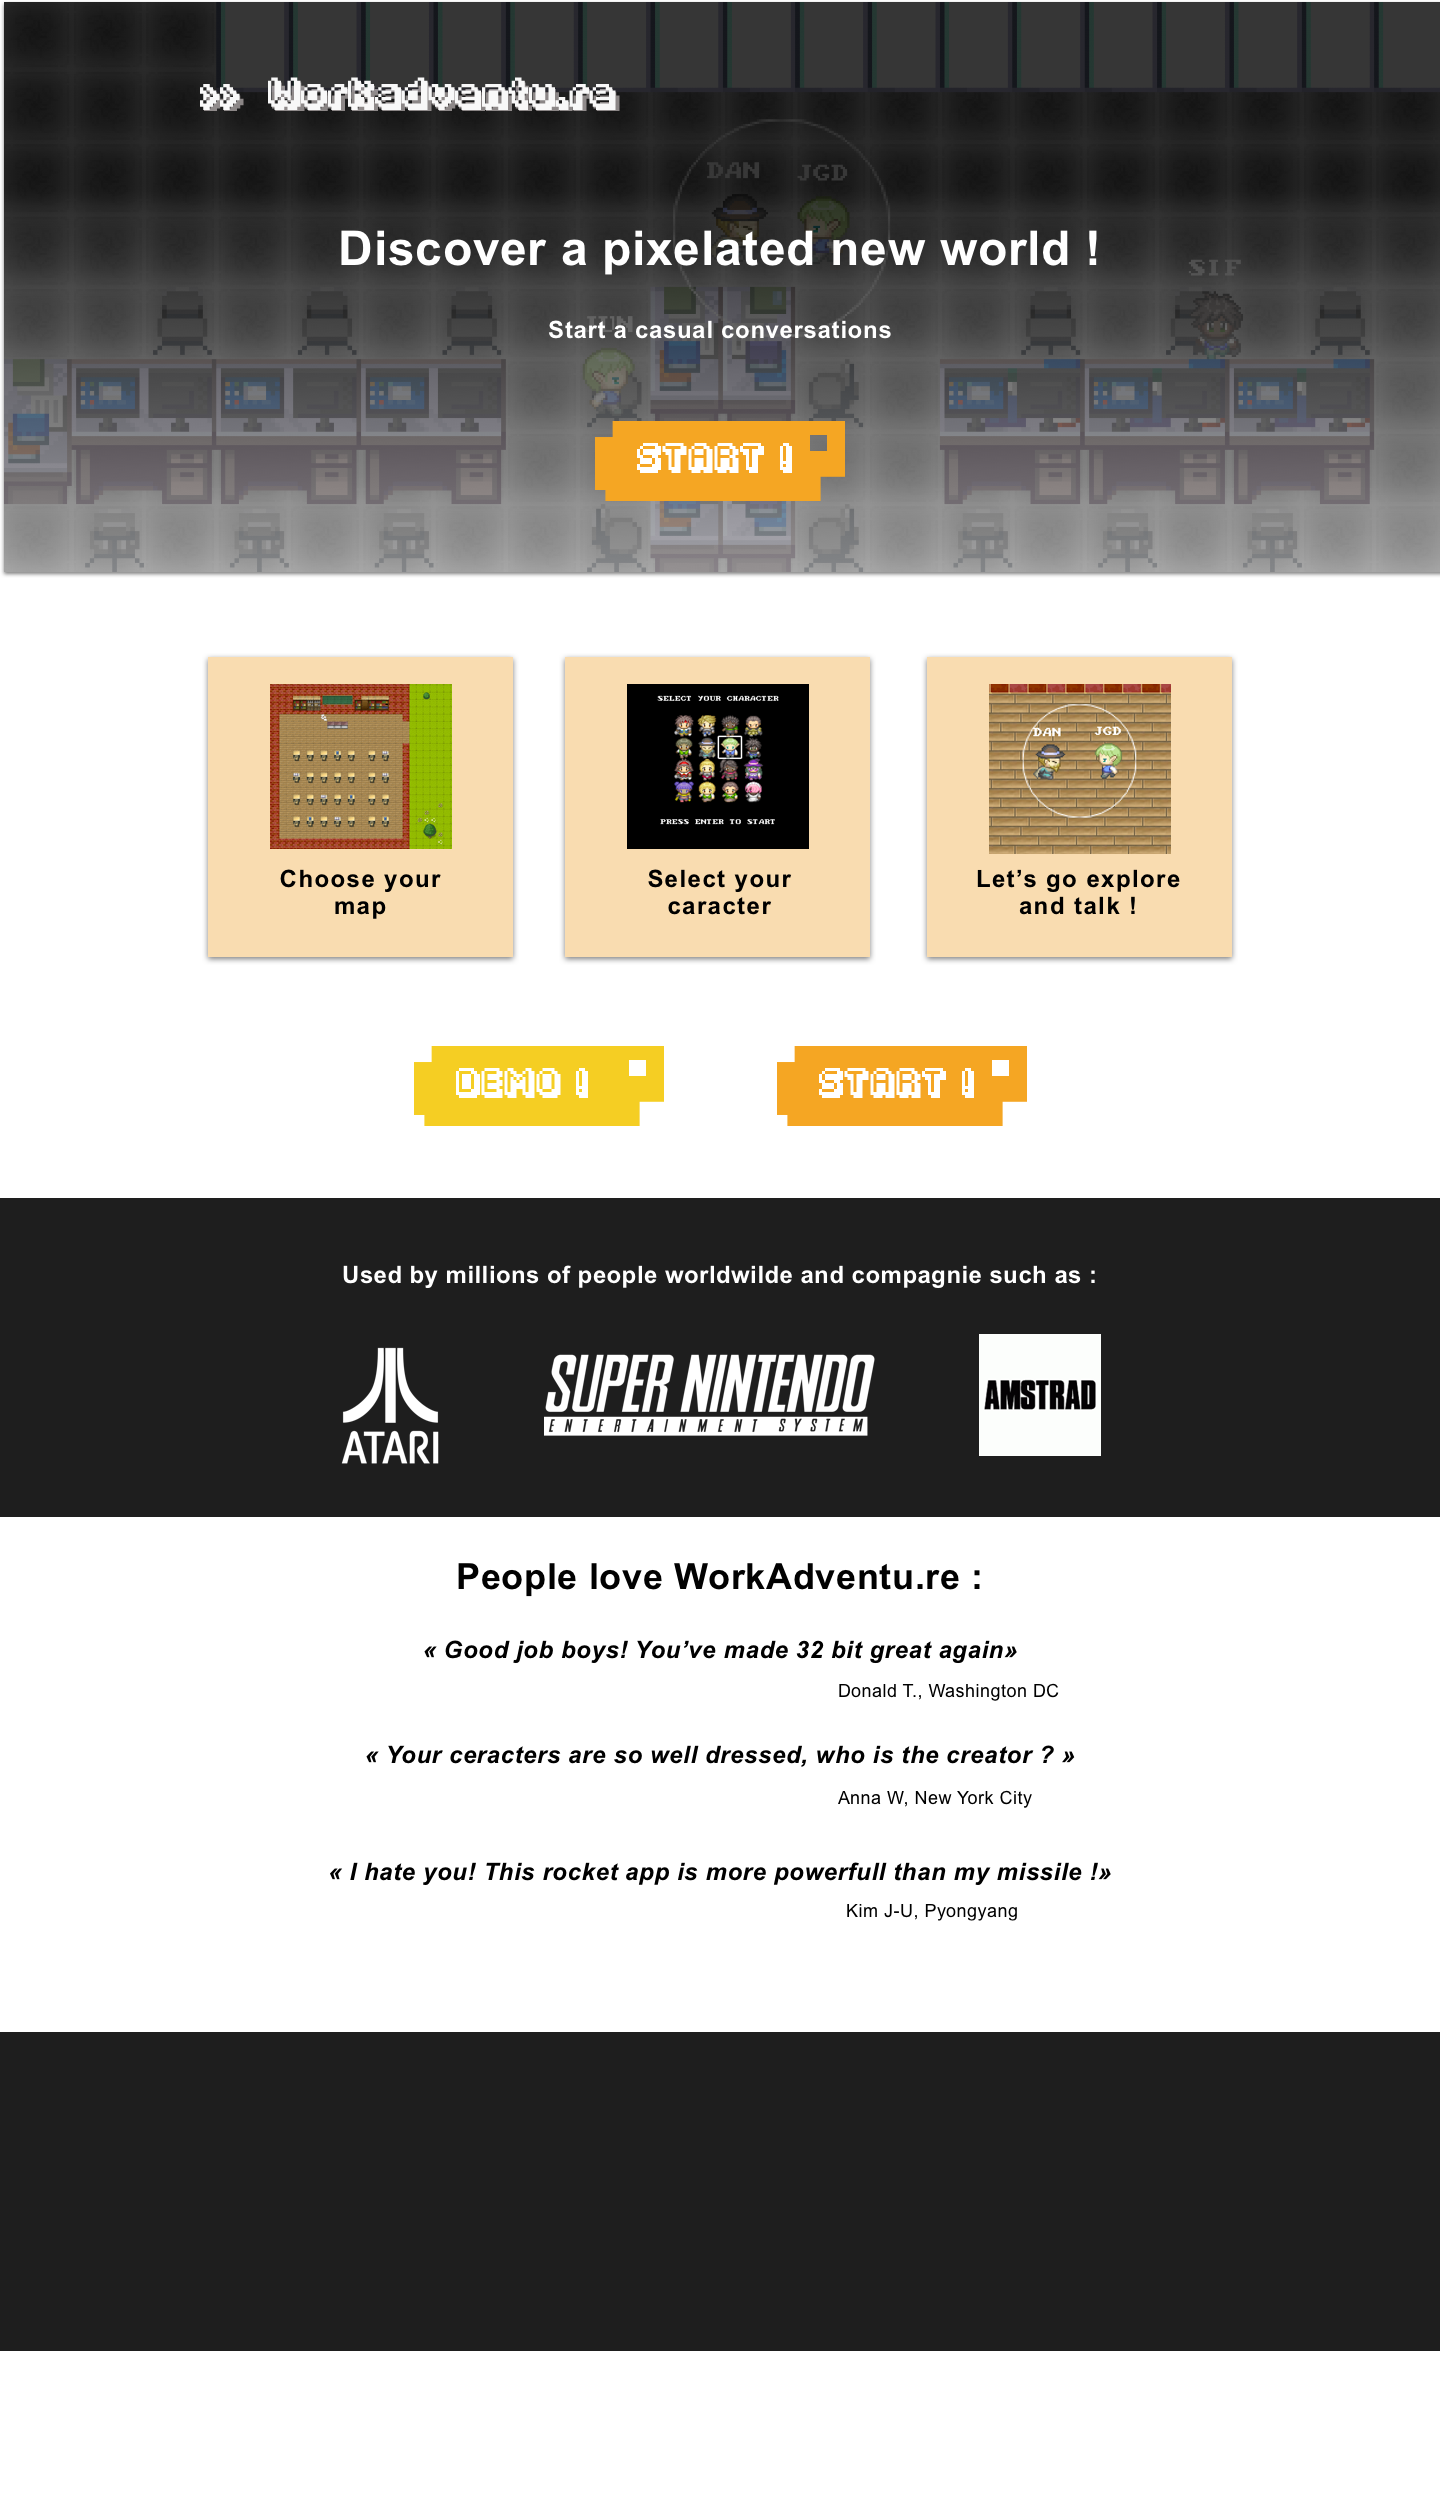 >> Workadventu.re
DAN JGD
Discover a pixelated new world !
SIF
Start a casual conversations
START !
SELECT YOUR CHARACTER
PRESS ENTER TO START
DAN JGD
Choose your
map
Select your
caracter
Let’s go explore
and talk !
DEMO !
START !
Used by millions of people worldwilde and compagnie such as :
ATARI
SUPER NINTENDO
ENTERTAINMENT SYSTEM
AMSTRAD
People love WorkAdventu.re :
« Good job boys! You’ve made 32 bit great again»
Donald T., Washington DC
« Your ceracters are so well dressed, who is the creator ? »
Anna W, New York City
« I hate you! This rocket app is more powerfull than my missile !»
Kim J-U, Pyongyang